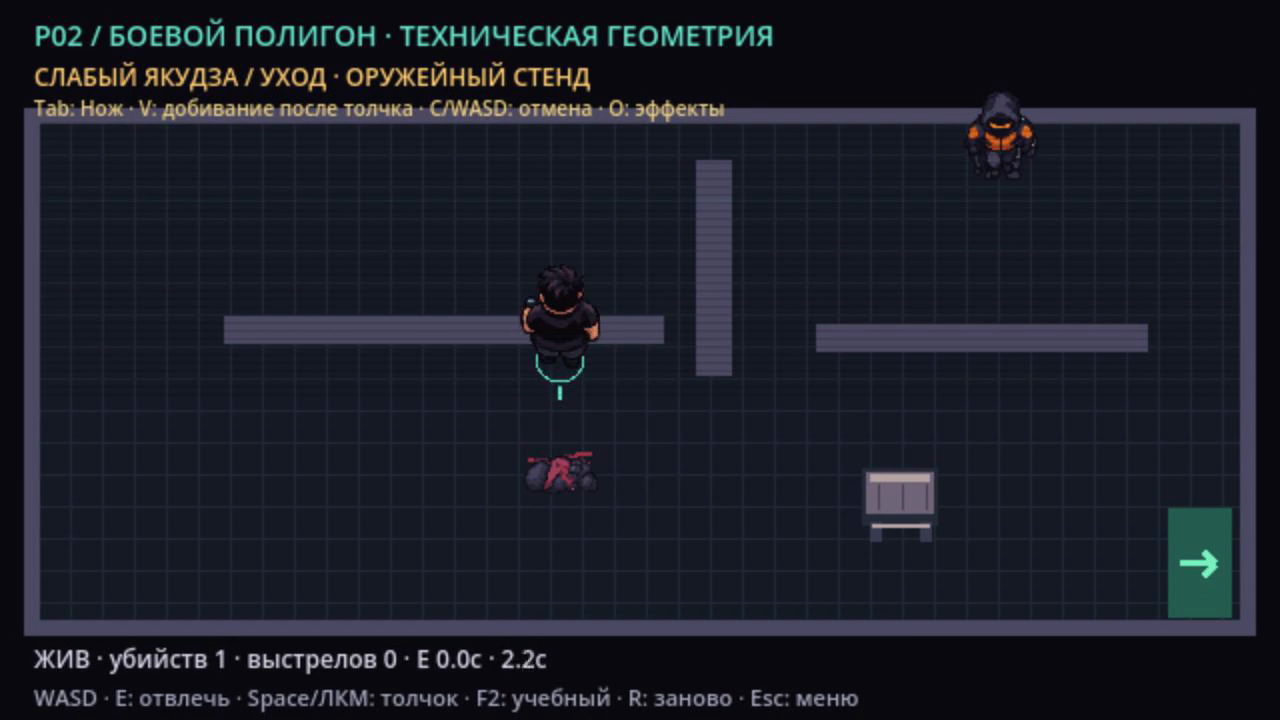 P02 / БОЕВОЙ ПОЛИГОН · ТЕХНИЧЕСКАЯ ГЕОМЕТРИЯ
СЛАБЫЙ ЯКУДЗА / УХОД · ОРУЖЕЙНЫЙ СТЕНД
Tab: Нож · V: добивание после толчка · C/WASD: отмена · O: эффекты
→
ЖИВ · убийств 1 · выстрелов 0 · E 0.0с · 2.2с
WASD · E: отвлечь · Space/ЛКМ: толчок · F2: учебный · R: заново · Esc: меню